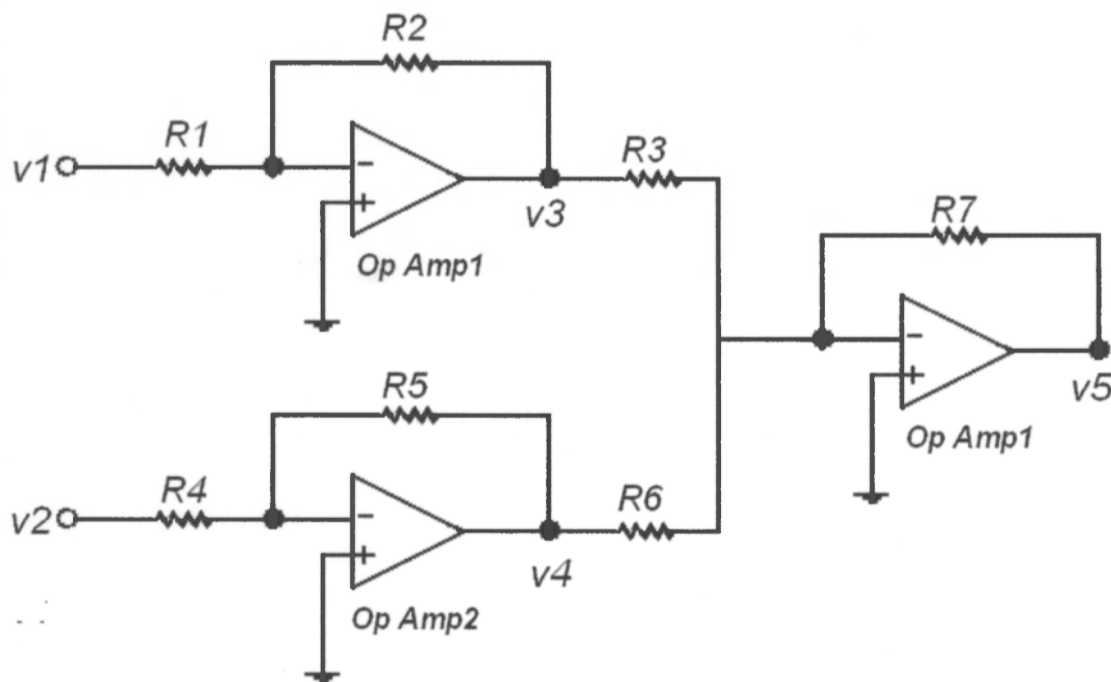 R2
R1
v1
-
+
v3
R3
Op Amp1
R7
-
+
v5
Op Amp1
R5
R4
v2
-
+
v4
R6
Op Amp2